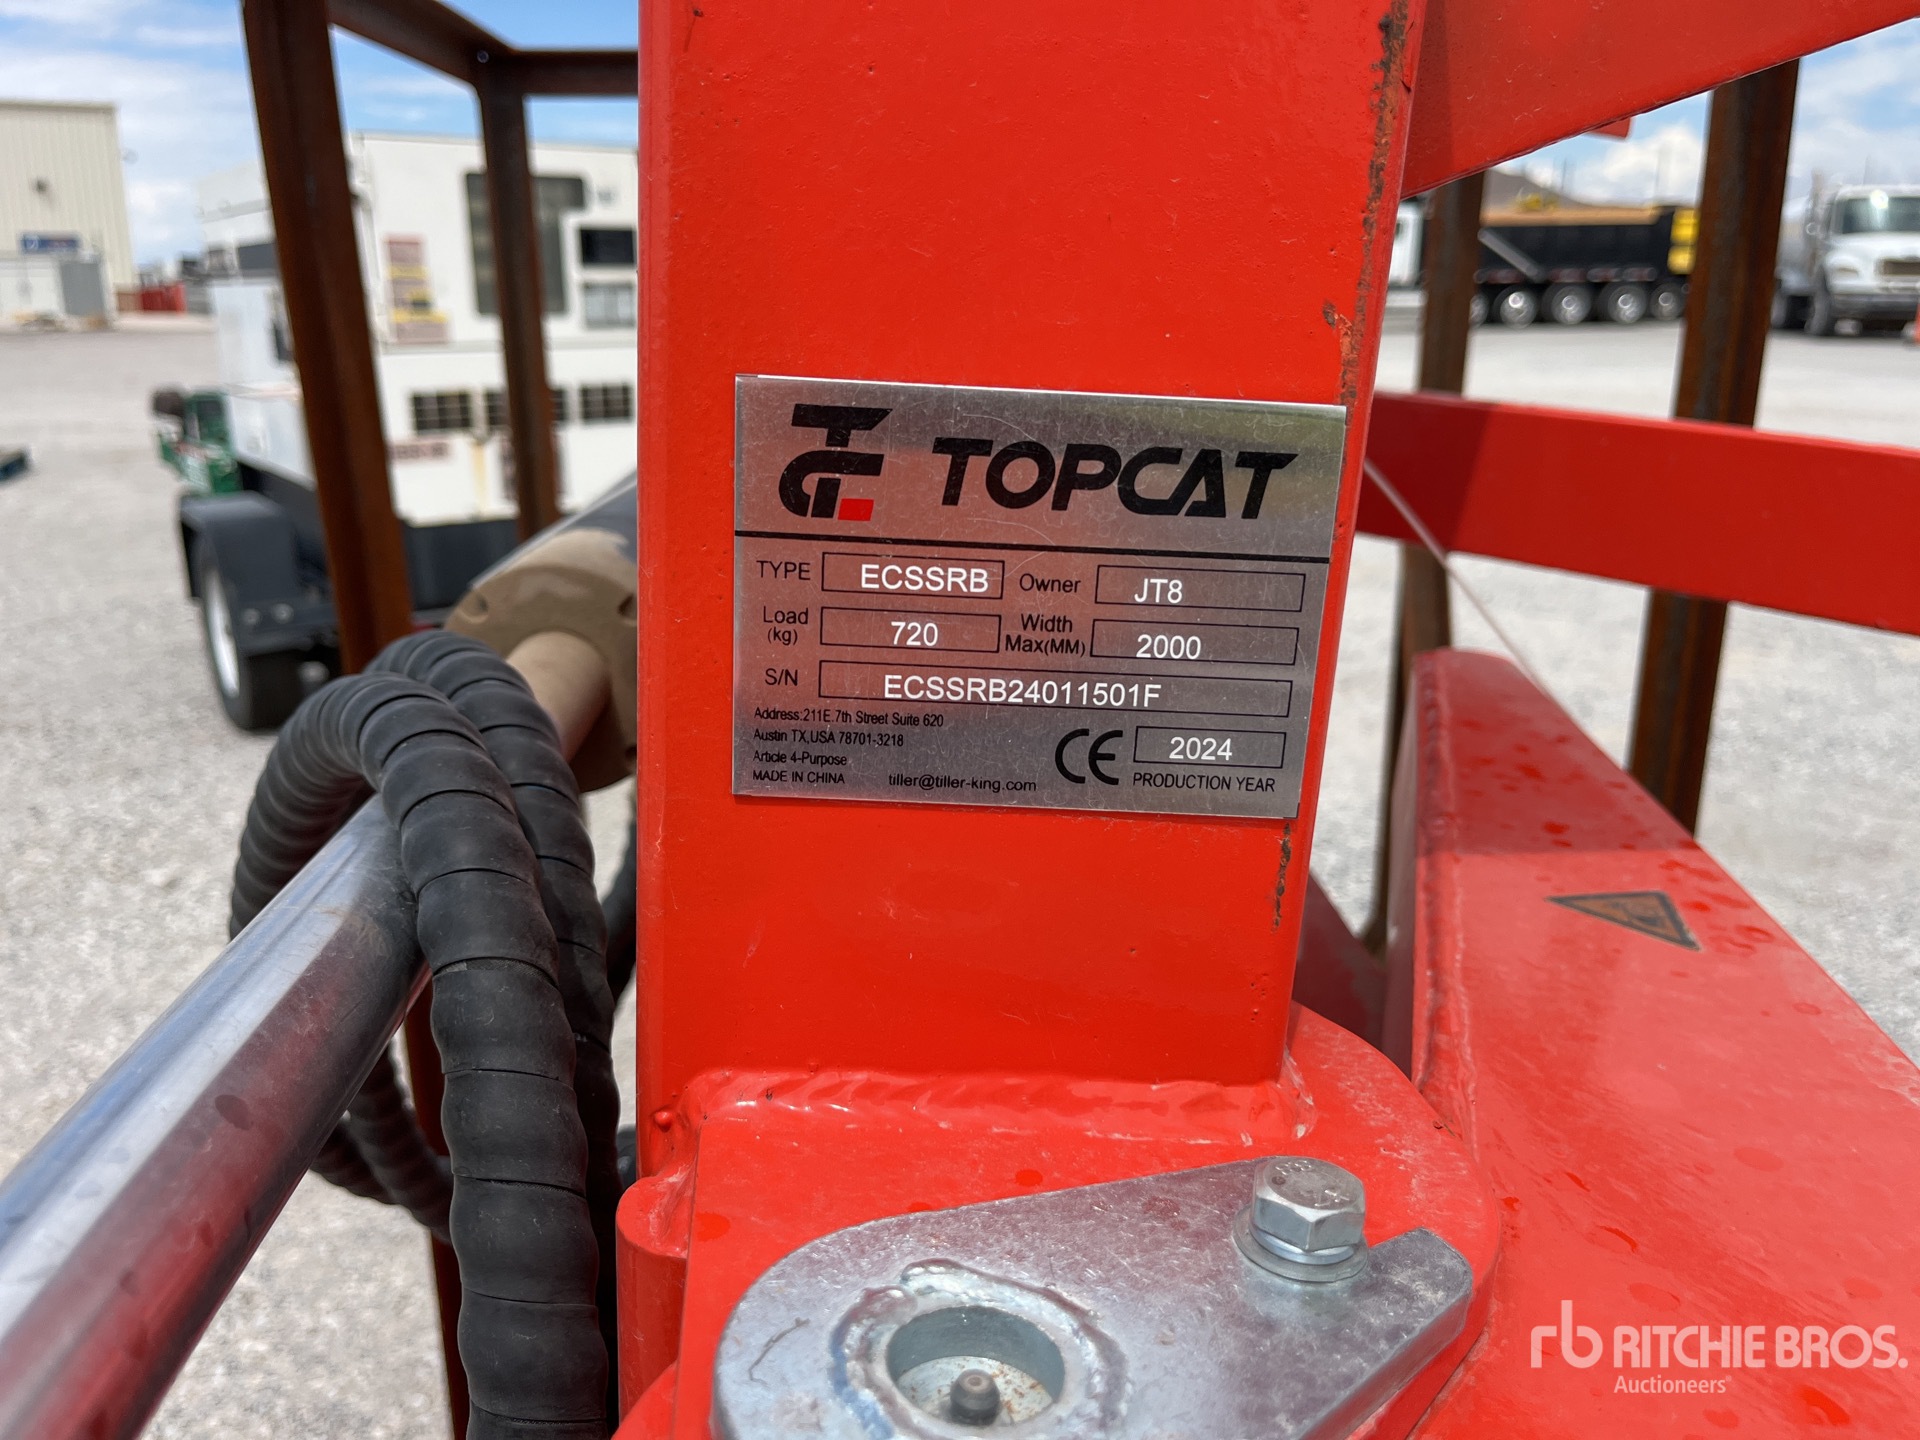 TOPCAT
TYPE ECSSRB Owner JT8
Load (kg) 720 Width Max(MM) 2000
S/N ECSSRB24011501F
Address:211E.7th Street Suite 620
Austin TX,USA 78701-3218
Article 4-Purpose
MADE IN CHINA tiller@tiller-king.com
CE 2024
PRODUCTION YEAR
rb RITCHIE BROS.
Auctioneers